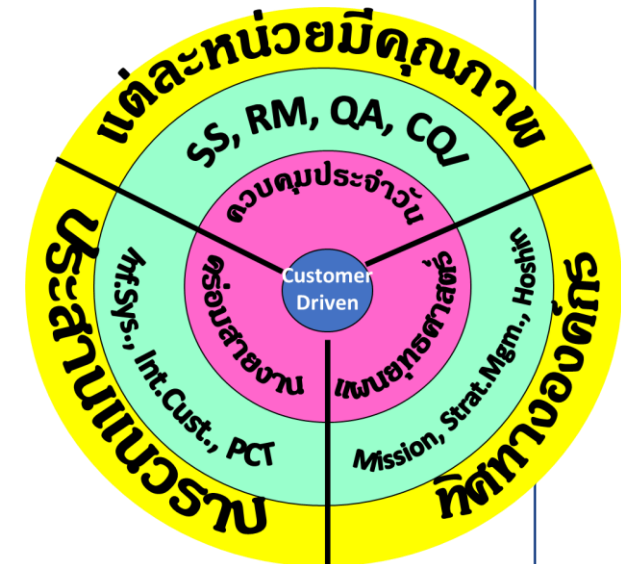 แต่ละหน่วยมีคุณภาพ
SS, RM, QA, CQI
ควบคุมประจำวัน
Customer
Driven
ประสานแนวราบ
Inf.Sys., Int.Cust., PCT
คร่อมสายงาน
แผนยุทธศาสตร์
Mission, Strat.Mgm., Hoshin
ทิศทางองค์กร